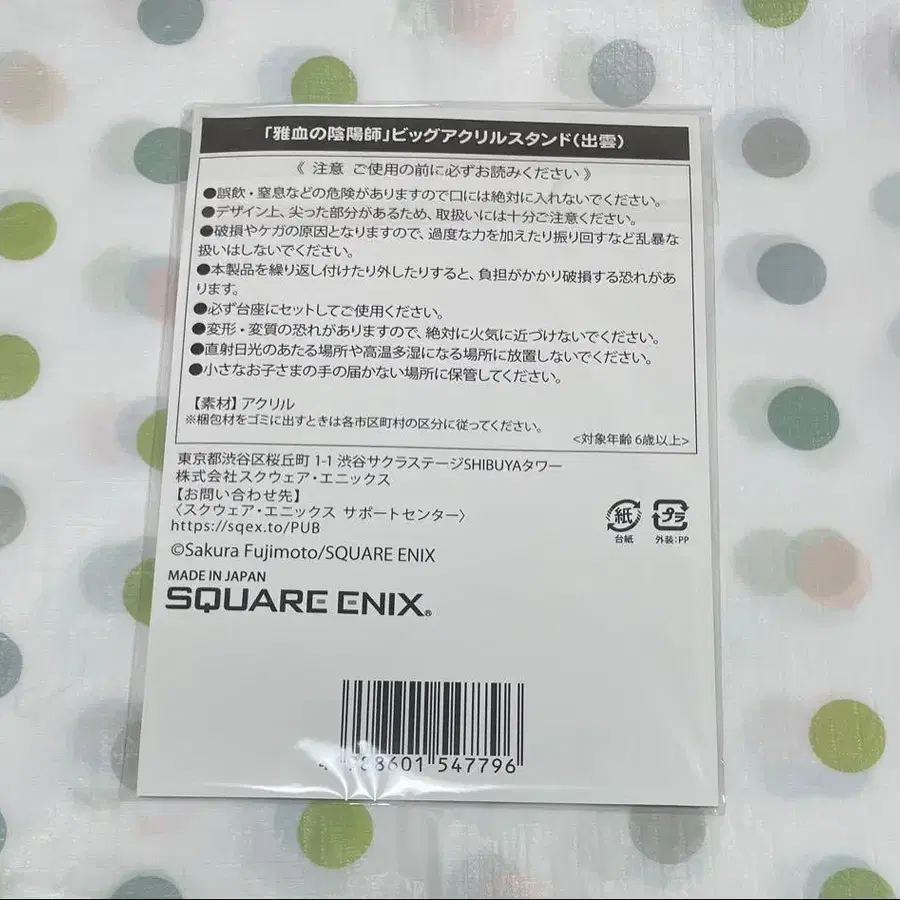 「雅血の陰陽師」ビッグアクリルスタンド(出雲)
《 注意 ご使用の前に必ずお読みください 》
●誤飲・窒息などの危険がありますので口には絶対に入れないでください。
●デザイン上、尖った部分があるため、取扱いには十分ご注意ください。
●破損やケガの原因となりますので、過度な力を加えたり振り回すなど乱暴な
扱いはしないでください。
●本製品を繰り返し付けたり外したりすると、負担がかかり破損する恐れがあ
ります。
●必ず台座にセットしてご使用ください。
●変形・変質の恐れがありますので、絶対に火気に近づけないでください。
●直射日光のあたる場所や高温多湿になる場所に放置しないでください。
●小さなお子さまの手の届かない場所に保管してください。
【素材】アクリル
※梱包材をゴミに出すときは各市区町村の区分に従ってください。
<対象年齢 6歳以上>
東京都渋谷区桜丘町 1-1 渋谷サクラステージSHIBUYAタワー
株式会社スクウェア・エニックス
【お問い合わせ先】
〈スクウェア・エニックス サポートセンター〉
https://sqex.to/PUB
紙 プラ
台紙 外装:PP
©Sakura Fujimoto/SQUARE ENIX
MADE IN JAPAN
SQUARE ENIX®
547796